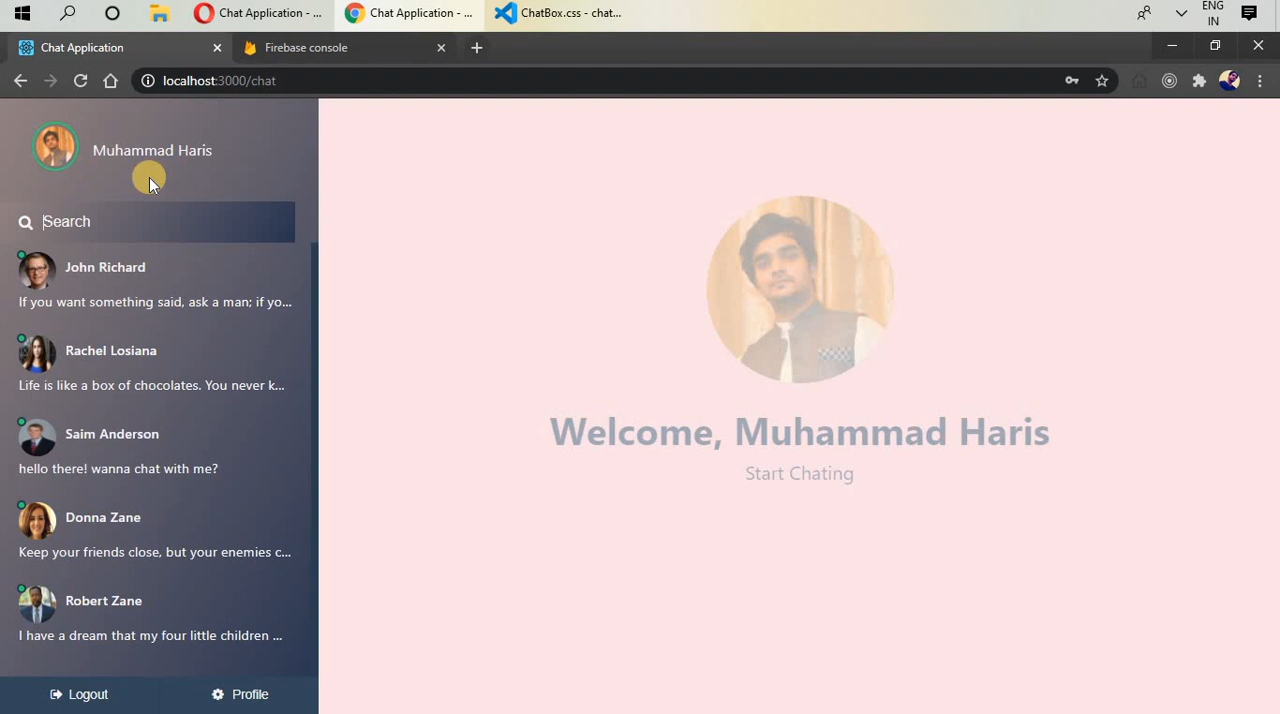 Chat Application - ...
Chat Application - ...
ChatBox.css - chat...
ENG
IN
Chat Application
Firebase console
localhost:3000/chat
Muhammad Haris
Search
John Richard
If you want something said, ask a man; if yo...
Rachel Losiana
Life is like a box of chocolates. You never k...
Saim Anderson
hello there! wanna chat with me?
Donna Zane
Keep your friends close, but your enemies c...
Robert Zane
I have a dream that my four little children ...
Logout
Profile
Welcome, Muhammad Haris
Start Chating